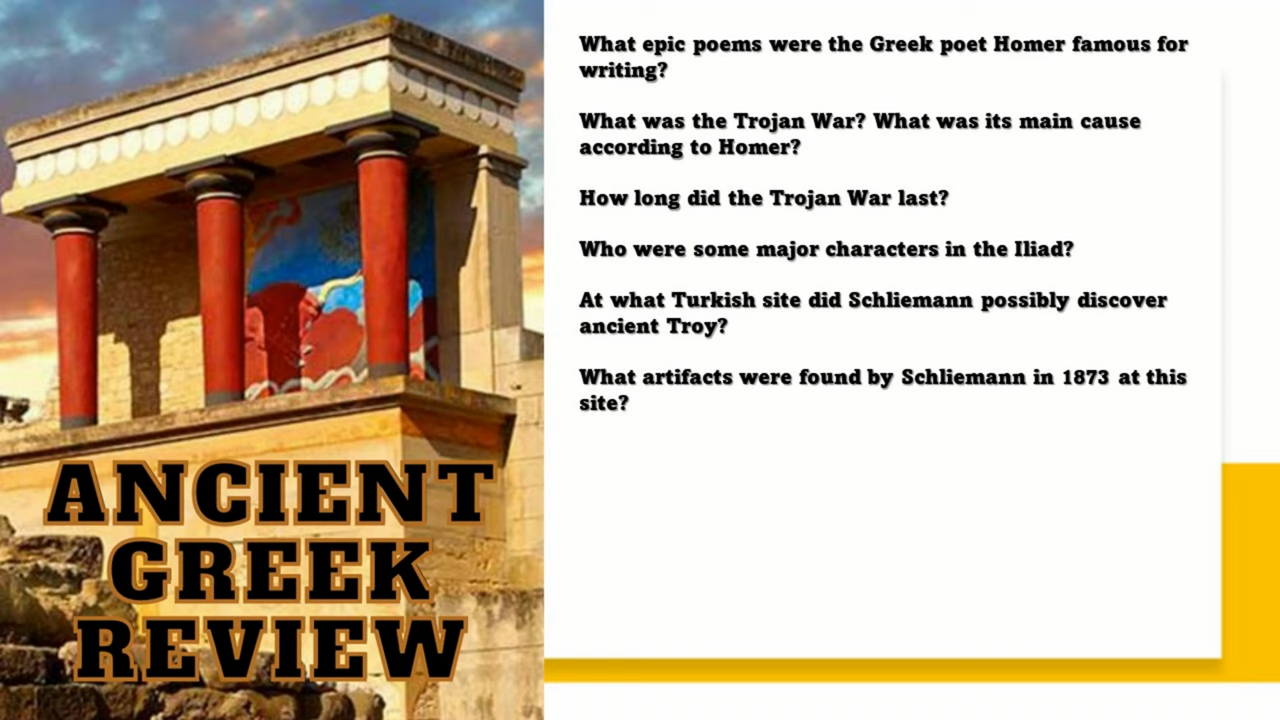 What epic poems were the Greek poet Homer famous for
writing?
What was the Trojan War? What was its main cause
according to Homer?
How long did the Trojan War last?
Who were some major characters in the Iliad?
At what Turkish site did Schliemann possibly discover
ancient Troy?
What artifacts were found by Schliemann in 1873 at this
site?
ANCIENT
GREEK
REVIEW